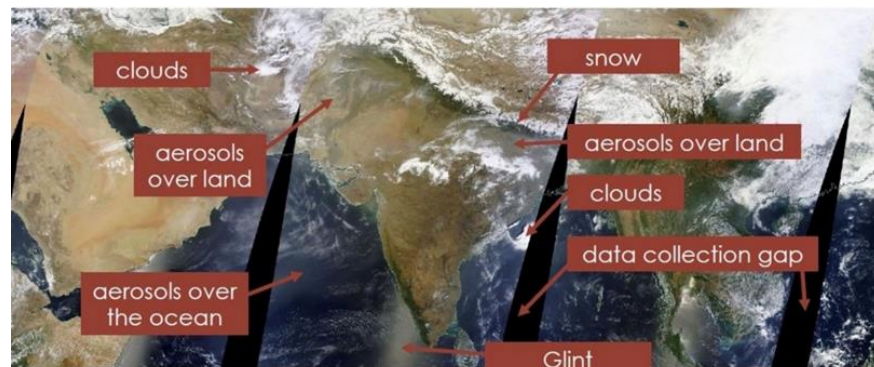 clouds
snow
aerosols
over land
aerosols over land
clouds
data collection gap
aerosols over
the ocean
Glint